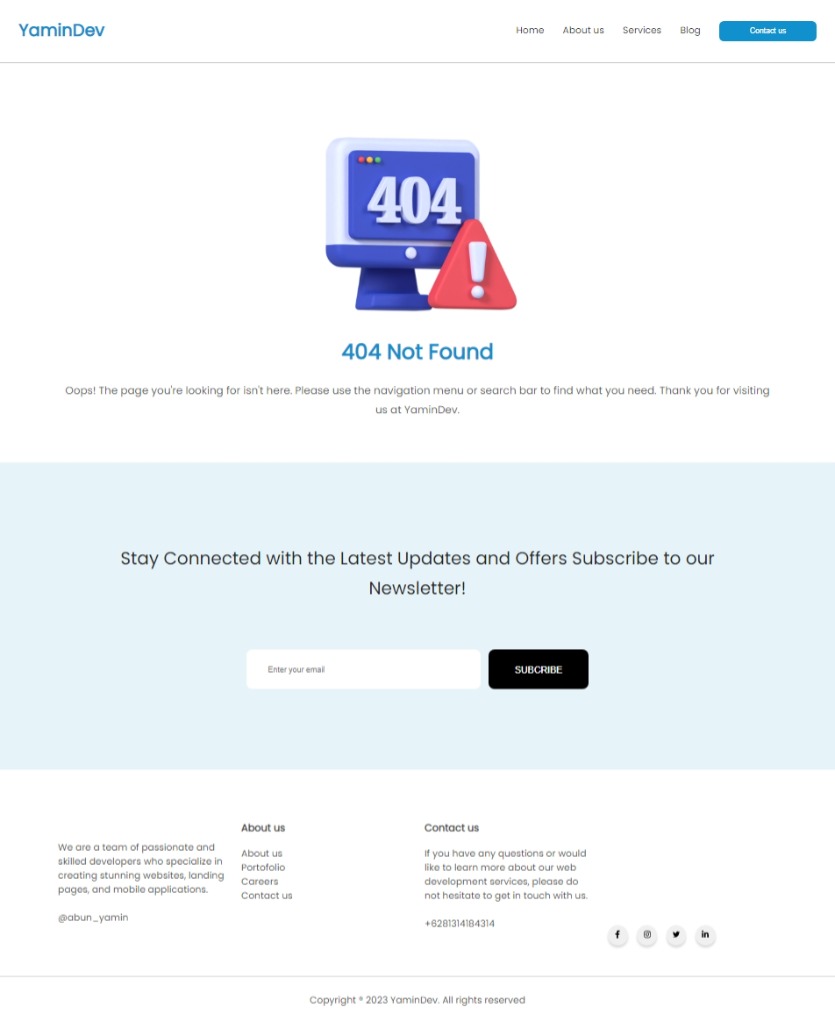 YaminDev
Home
About us
Services
Blog
Contact us
404
404 Not Found
Oops! The page you're looking for isn't here. Please use the navigation menu or search bar to find what you need. Thank you for visiting
us at YaminDev.
Stay Connected with the Latest Updates and Offers Subscribe to our
Newsletter!
Enter your email
SUBCRIBE
We are a team of passionate and
skilled developers who specialize in
creating stunning websites, landing
pages, and mobile applications.
@abun_yamin
About us
About us
Portofolio
Careers
Contact us
Contact us
If you have any questions or would
like to learn more about our web
development services, please do
not hesitate to get in touch with us.
+6281314184314
Copyright ® 2023 YaminDev. All rights reserved